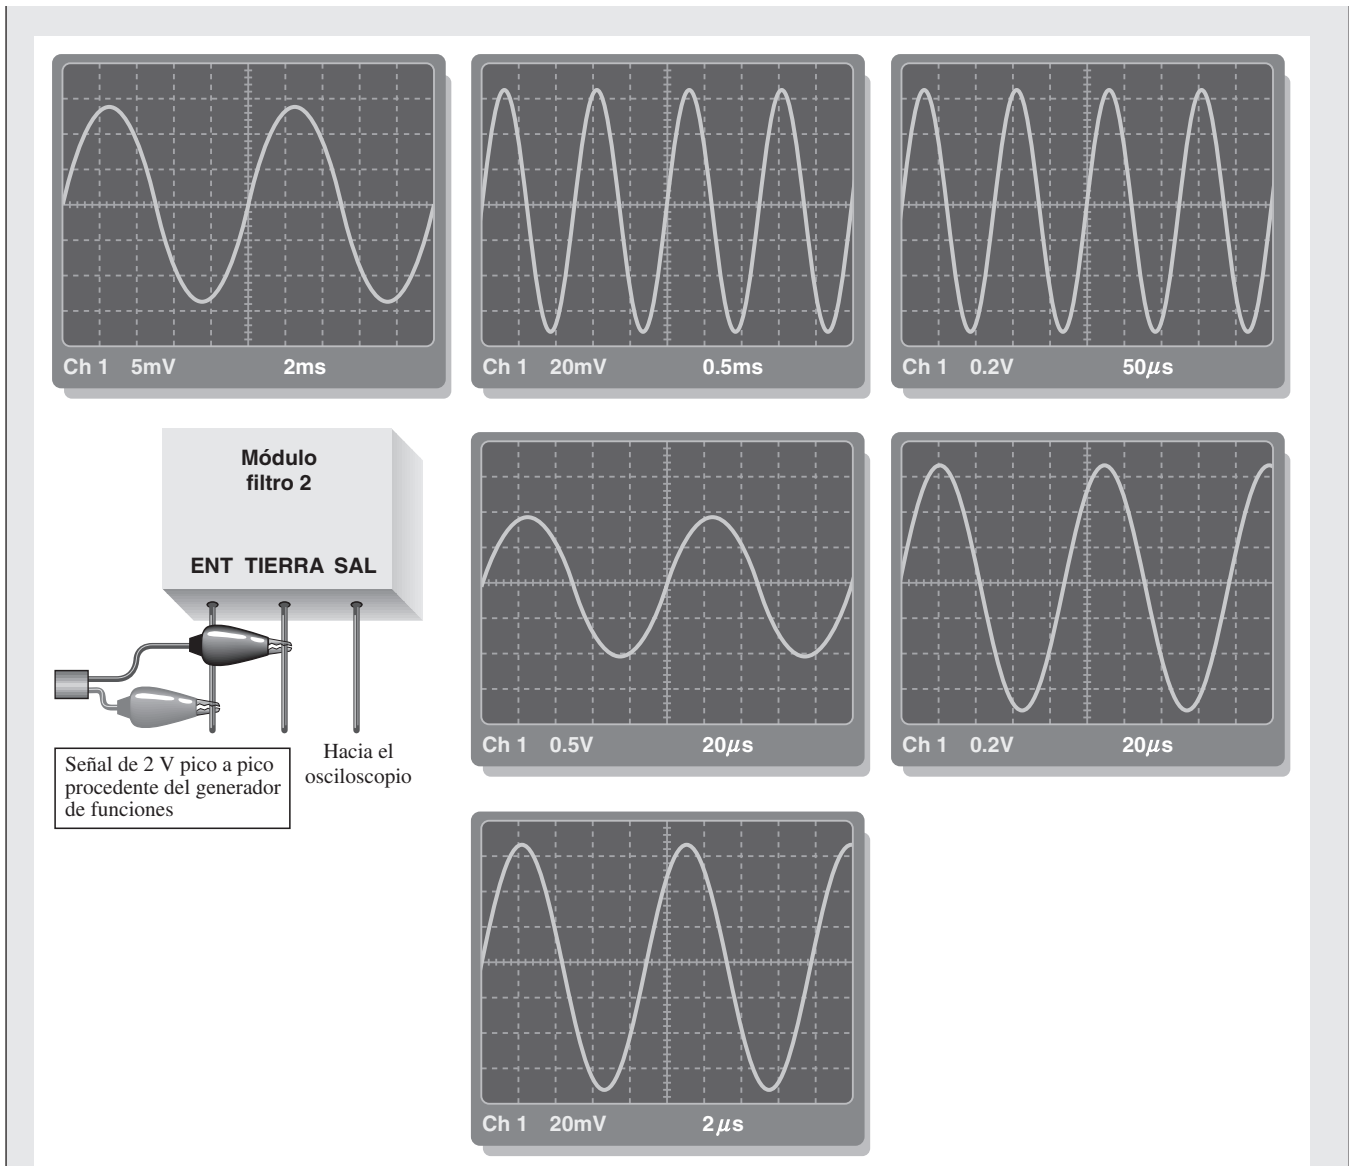 Ch 1 5mV 2ms
Ch 1 20mV 0.5ms
Ch 1 0.2V 50μs
Módulo
filtro 2
ENT TIERRA SAL
Señal de 2 V pico a pico
procedente del generador
de funciones
Hacia el
osciloscopio
Ch 1 0.5V 20μs
Ch 1 0.2V 20μs
Ch 1 20mV 2μs